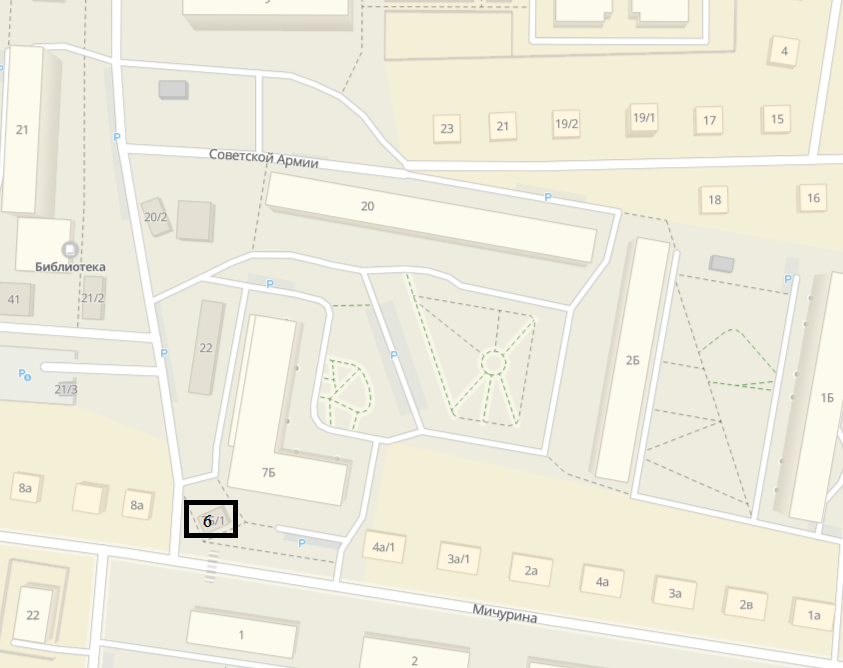 4
21
23
21
19/2
19/1
17
15
P
Советской Армии
20
P
18
16
20/2
Библиотека
41
21/2
P
P
P
22
P
P
2Б
1Б
P
21/3
7Б
8а
8а
6
/1
P
4а/1
3а/1
2а
4а
3а
2в
1а
22
Мичурина
1
2